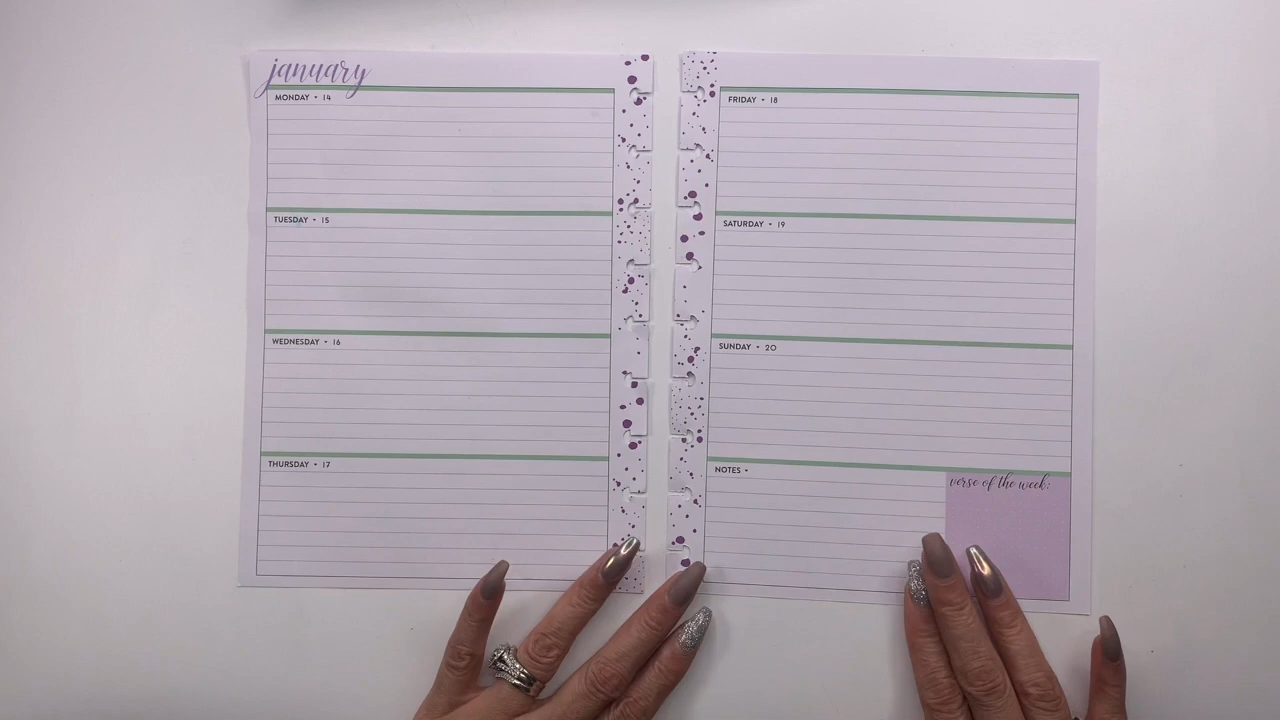 january
MONDAY • 14
TUESDAY • 15
WEDNESDAY • 16
THURSDAY • 17
FRIDAY • 18
SATURDAY • 19
SUNDAY • 20
NOTES •
verse of the week: